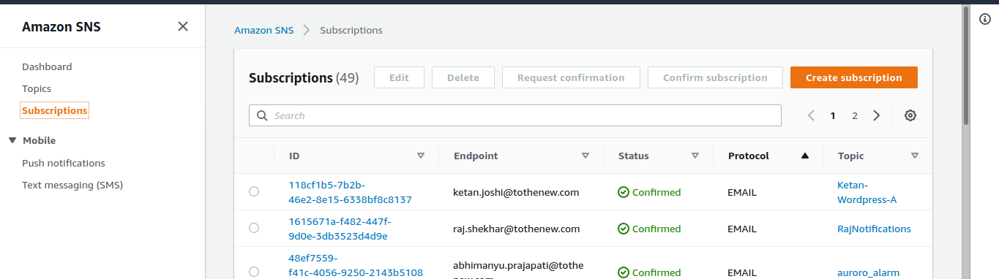 Amazon SNS
Dashboard
Topics
Subscriptions
Mobile
Push notifications
Text messaging (SMS)
Amazon SNS Subscriptions
Subscriptions (49) Edit Delete Request confirmation Confirm subscription Create subscription
Search 1 2
ID Endpoint Status Protocol Topic
118cf1b5-7b2b-
46e2-8e15-6338bf8c8137 ketan.joshi@tothenew.com Confirmed EMAIL Ketan-
Wordpress-A
1615671a-f482-447f-
9d0e-3db3523d4d9e raj.shekhar@tothenew.com Confirmed EMAIL RajNotifications
48ef7559-
f41c-4056-9250-2143b5108 abhimanyu.prajapati@tothe Confirmed EMAIL auroro_alarm